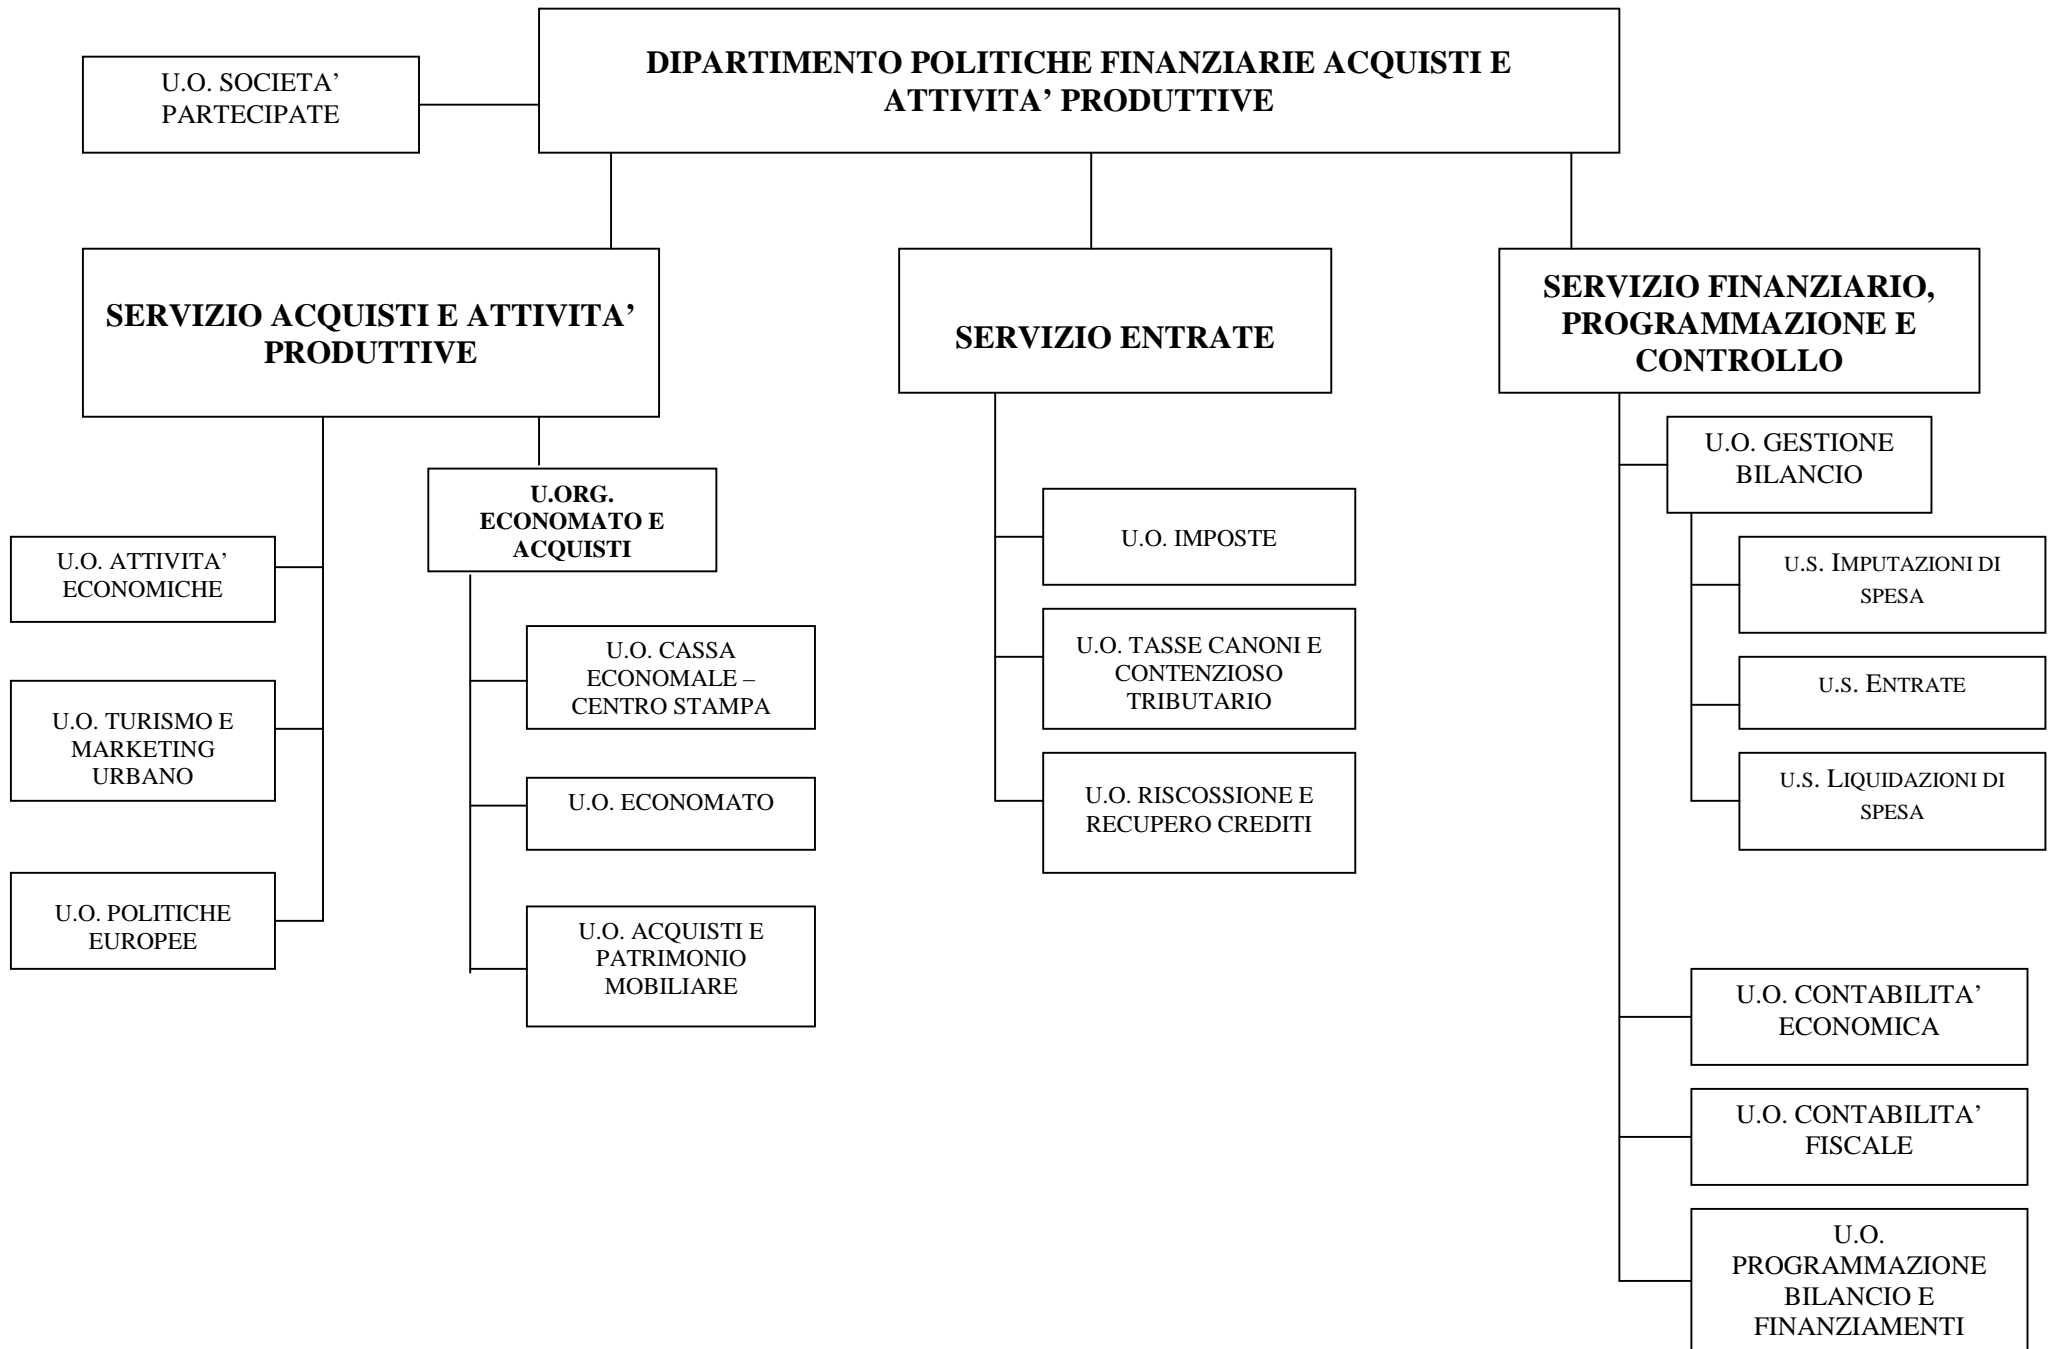 DIPARTIMENTO POLITICHE FINANZIARIE ACQUISTI E
ATTIVITA’ PRODUTTIVE
U.O. SOCIETA’
PARTECIPATE
SERVIZIO ACQUISTI E ATTIVITA’
PRODUTTIVE
U.O. ATTIVITA’
ECONOMICHE
U.O. TURISMO E
MARKETING
URBANO
U.O. POLITICHE
EUROPEE
U.ORG.
ECONOMATO E
ACQUISTI
U.O. CASSA
ECONOMALE –
CENTRO STAMPA
U.O. ECONOMATO
U.O. ACQUISTI E
PATRIMONIO
MOBILIARE
SERVIZIO ENTRATE
U.O. IMPOSTE
U.O. TASSE CANONI E
CONTENZIOSO
TRIBUTARIO
U.O. RISCOSSIONE E
RECUPERO CREDITI
SERVIZIO FINANZIARIO,
PROGRAMMAZIONE E
CONTROLLO
U.O. GESTIONE
BILANCIO
U.S. IMPUTAZIONI DI
SPESA
U.S. ENTRATE
U.S. LIQUIDAZIONI DI
SPESA
U.O. CONTABILITA’
ECONOMICA
U.O. CONTABILITA’
FISCALE
U.O.
PROGRAMMAZIONE
BILANCIO E
FINANZIAMENTI